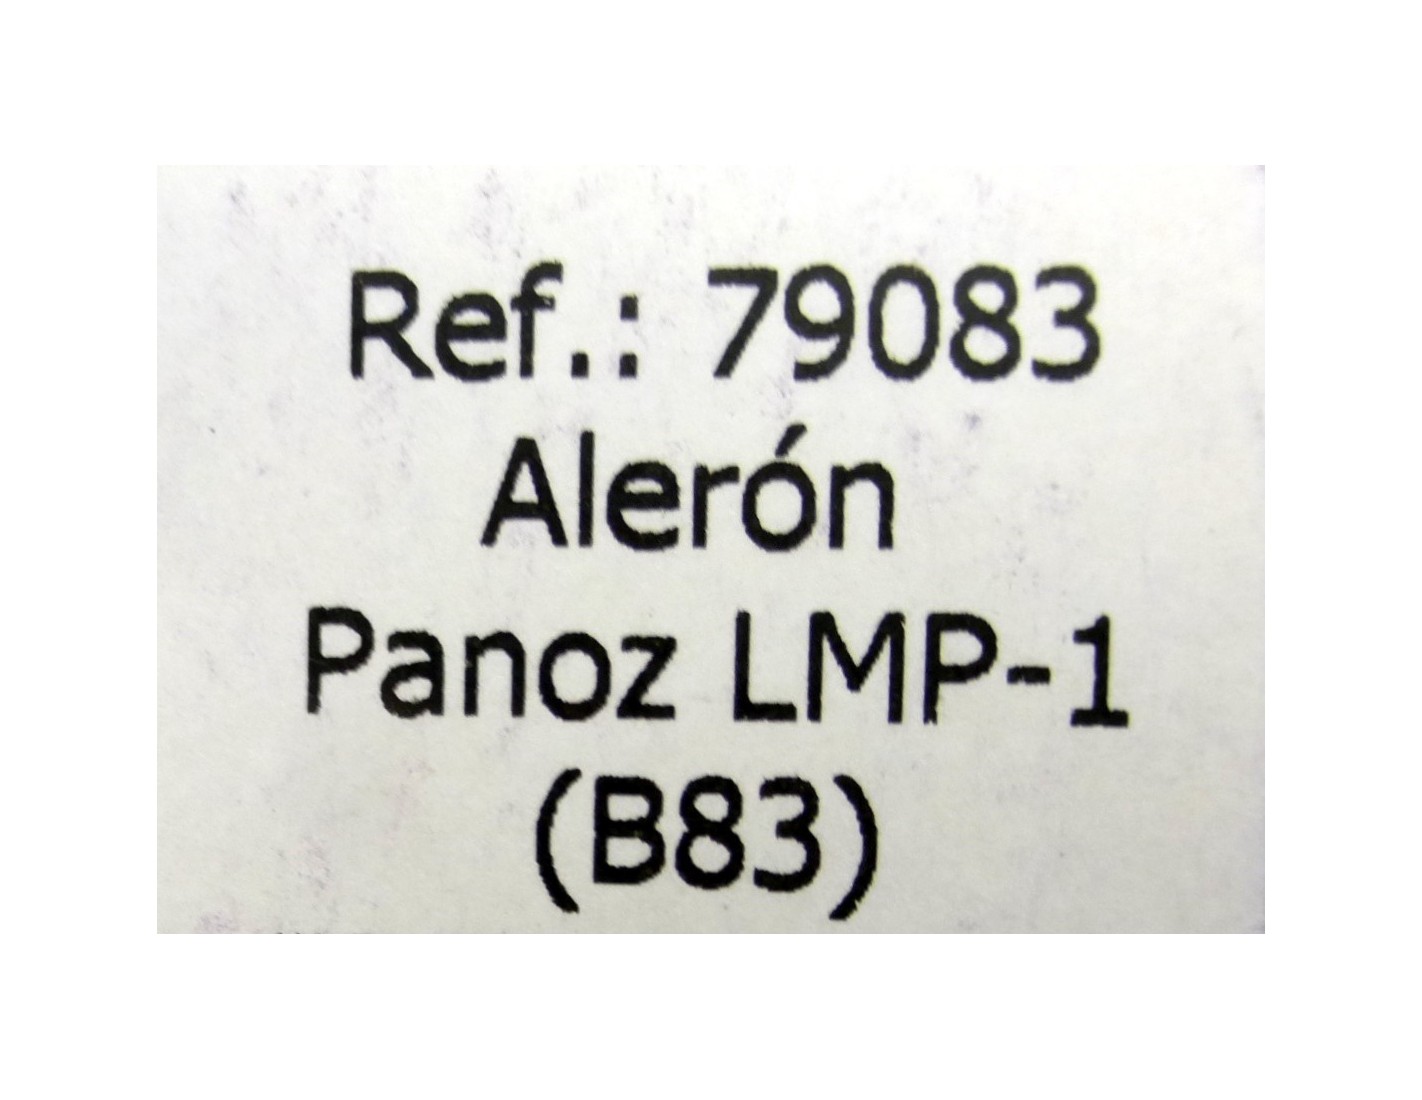 Ref.: 79083
Alerón
Panoz LMP-1
(B83)